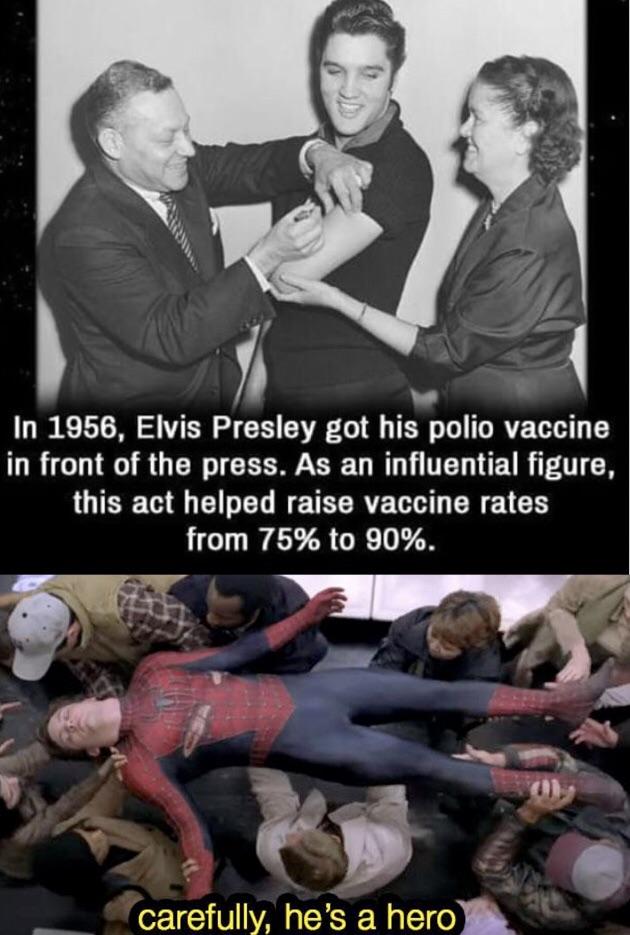 In 1956, Elvis Presley got his polio vaccine
in front of the press. As an influential figure,
this act helped raise vaccine rates
from 75% to 90%.
carefully, he's a hero